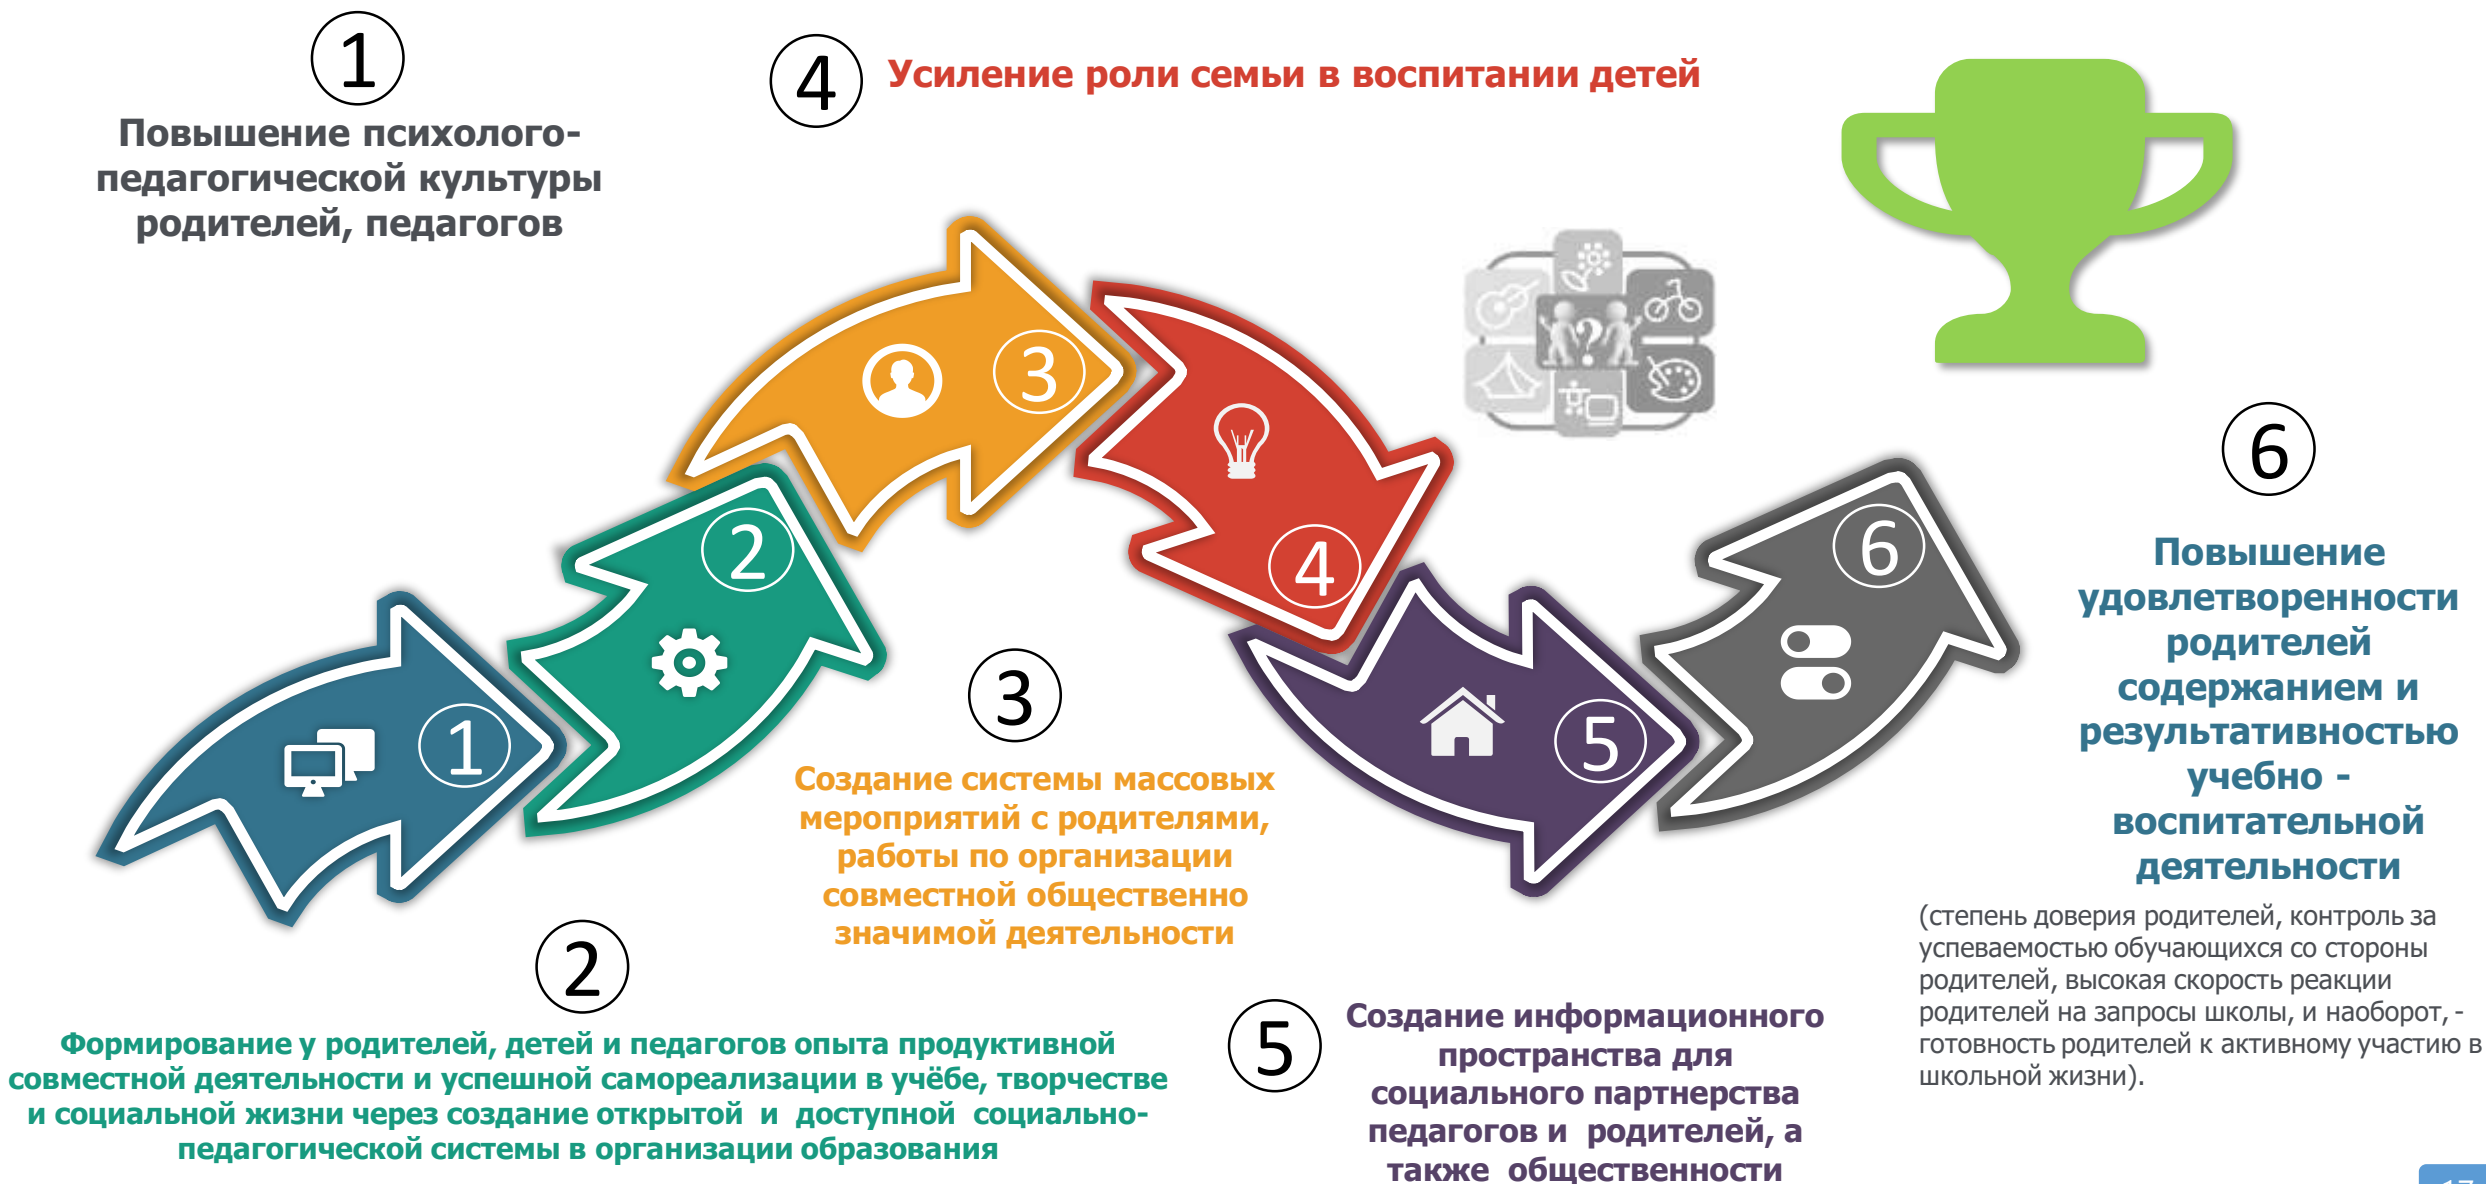 1
Повышение психолого-
педагогической культуры
родителей, педагогов
4
Усиление роли семьи в воспитании детей
3
2
4
6
1
5
?
6
Повышение
удовлетворенности
родителей
содержанием и
результативностью
учебно -
воспитательной
деятельности
(степень доверия родителей, контроль за
успеваемостью обучающихся со стороны
родителей, высокая скорость реакции
родителей на запросы школы, и наоборот, -
готовность родителей к активному участию в
школьной жизни).
3
Создание системы массовых
мероприятий с родителями,
работы по организации
совместной общественно
значимой деятельности
2
Формирование у родителей, детей и педагогов опыта продуктивной
совместной деятельности и успешной самореализации в учёбе, творчестве
и социальной жизни через создание открытой и доступной социально-
педагогической системы в организации образования
5
Создание информационного
пространства для
социального партнерства
педагогов и родителей, а
также общественности